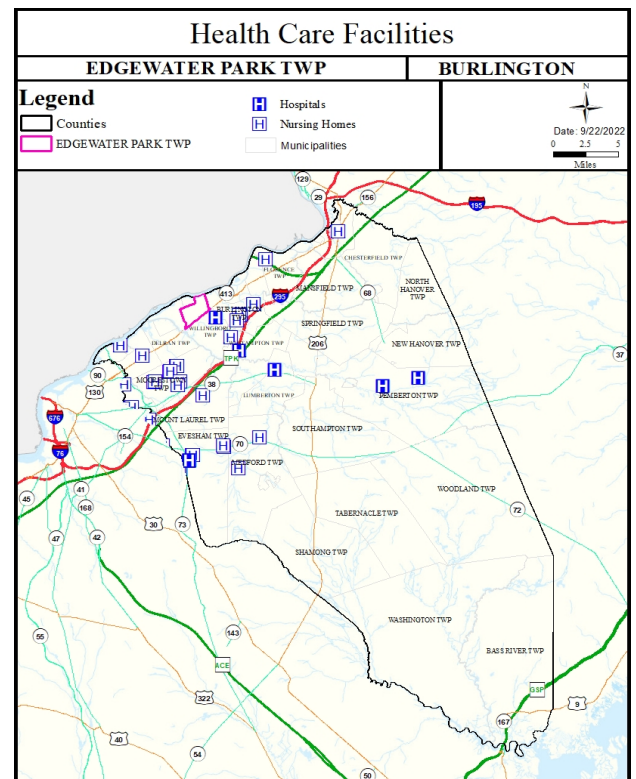 Health Care Facilities
EDGEWATER PARK TWP
BURLINGTON
Legend
Counties
EDGEWATER PARK TWP
H Hospitals
H Nursing Homes
Municipalities
N
Date: 9/22/2022
0 2.5 5
Miles
129
29
156
195
CHESTERFIELD TWP
FLORENCE
TWP
413
295
MANSFIELD TWP
68
NORTH
HANOVER
TWP
SPRINGFIELD TWP
TWP
TWP
DELRAN TWP
206
NEW HANOVER TWP
37
TPK
90
130
38
LUMBERTON TWP
PEMBERTON TWP
MOUNT LAUREL TWP
SOUTHAMPTON TWP
676
154
EVESHAM TWP
70
76
WOODLAND TWP
45
41
168
72
TABERNACLE TWP
30
73
47
42
SHAMONG TWP
WASHINGTON TWP
55
143
BASS RIVER TWP
ACE
GSP
322
9
167
40
54
50